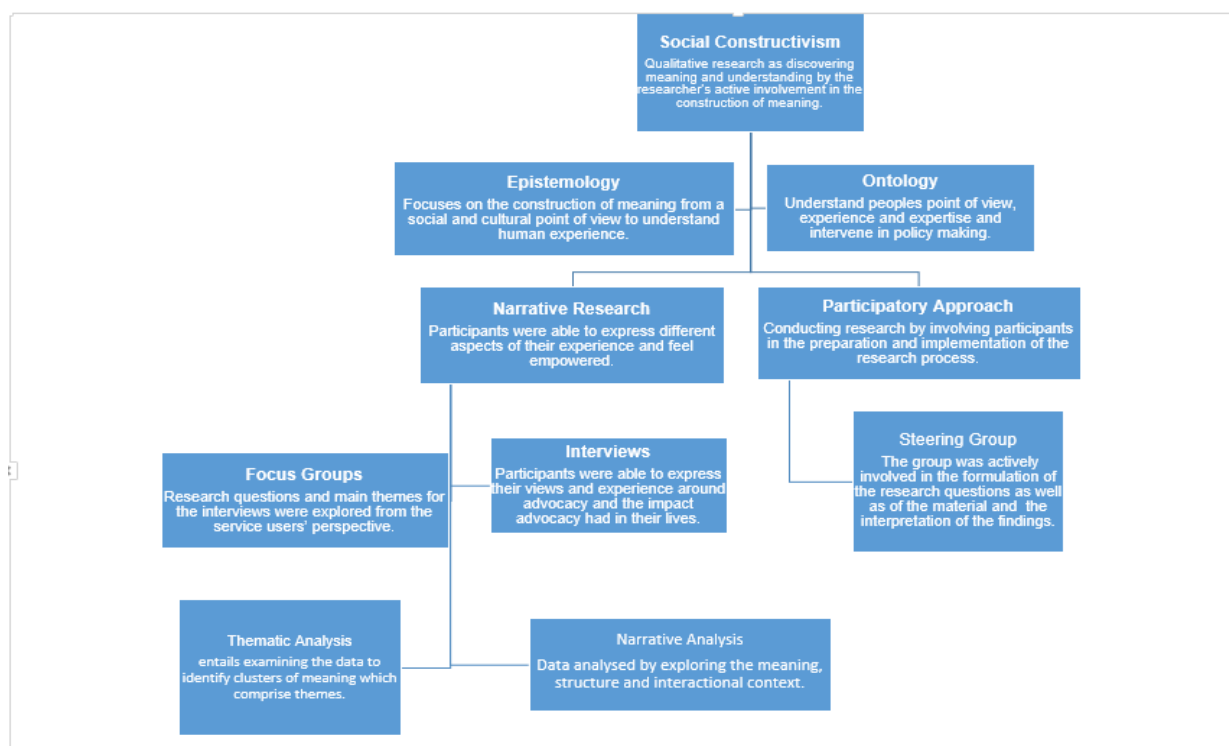 Social Constructivism
Qualitative research as discovering
meaning and understanding by the
researcher's active involvement in the
construction of meaning.
Epistemology
Focuses on the construction of meaning from a
social and cultural point of view to understand
human experience.
Ontology
Understand peoples point of view,
experience and expertise and
intervene in policy making.
Narrative Research
Participants were able to express different
aspects of their experience and feel
empowered.
Participatory Approach
Conducting research by involving participants
in the preparation and implementation of the
research process.
Focus Groups
Research questions and main themes for
the interviews were explored from the
service users' perspective.
Interviews
Participants were able to express
their views and experience around
advocacy and the impact
advocacy had in their lives.
Steering Group
The group was actively
involved in the formulation of
the research questions as well
as of the material and the
interpretation of the findings.
Thematic Analysis
entails examining the data to
identify clusters of meaning which
comprise themes.
Narrative Analysis
Data analysed by exploring the meaning,
structure and interactional context.